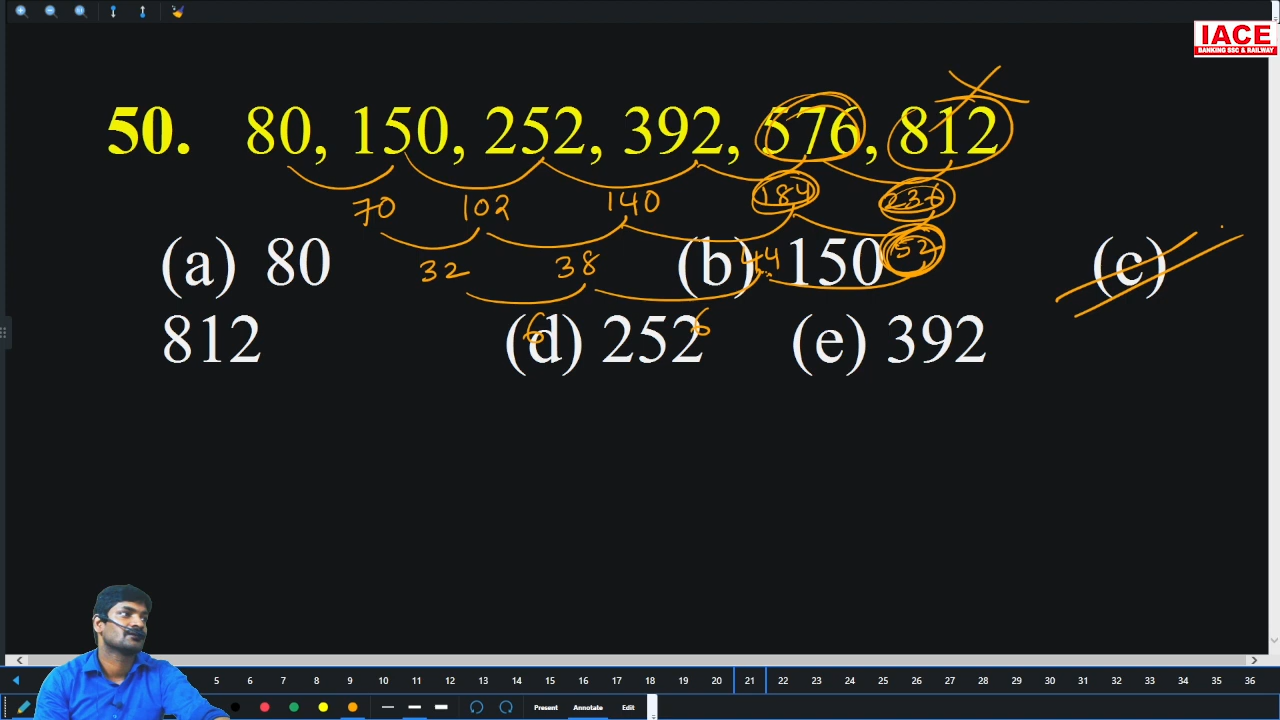 IACE
BANKING SSC & RAILWAY
50. 80, 150, 252, 392, 576, 812
70 102 140 184 236
(a) 80 (b) 150 (c)
32 38 44 52
812 (d) 252 (e) 392
6 6
5 6 7 8 9 10 11 12 13 14 15 16 17 18 19 20 21 22 23 24 25 26 27 28 29 30 31 32 33 34 35 36
Present Annotate Edit